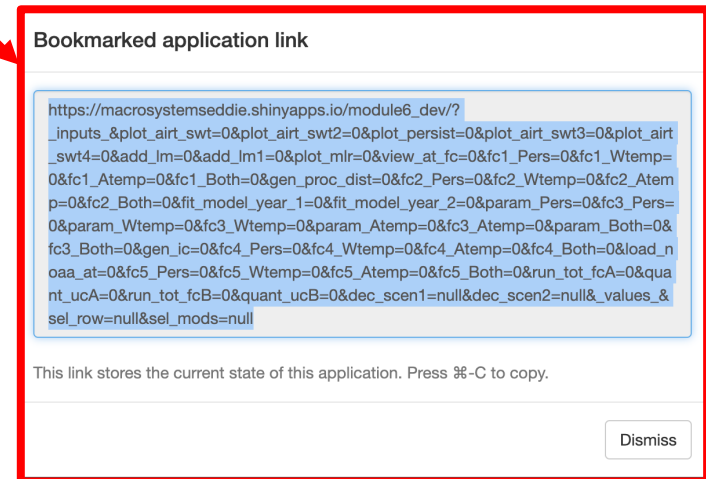 Bookmarked application link
https://macrosystemseddie.shinyapps.io/module6_dev/?
_inputs_&plot_airt_swt=0&plot_airt_swt2=0&plot_persist=0&plot_airt_swt3=0&plot_airt
_swt4=0&add_lm=0&add_lm1=0&plot_mlr=0&view_at_fc=0&fc1_Pers=0&fc1_Wtemp=
0&fc1_Atemp=0&fc1_Both=0&gen_proc_dist=0&fc2_Pers=0&fc2_Wtemp=0&fc2_Atem
p=0&fc2_Both=0&fit_model_year_1=0&fit_model_year_2=0&param_Pers=0&fc3_Pers=
0&param_Wtemp=0&fc3_Wtemp=0&param_Atemp=0&fc3_Atemp=0&param_Both=0&
fc3_Both=0&gen_ic=0&fc4_Pers=0&fc4_Wtemp=0&fc4_Atemp=0&fc4_Both=0&load_n
oaa_at=0&fc5_Pers=0&fc5_Wtemp=0&fc5_Atemp=0&fc5_Both=0&run_tot_fcA=0&qua
nt_ucA=0&run_tot_fcB=0&quant_ucB=0&dec_scen1=null&dec_scen2=null&_values_&
sel_row=null&sel_mods=null
This link stores the current state of this application. Press ⌘-C to copy.
Dismiss